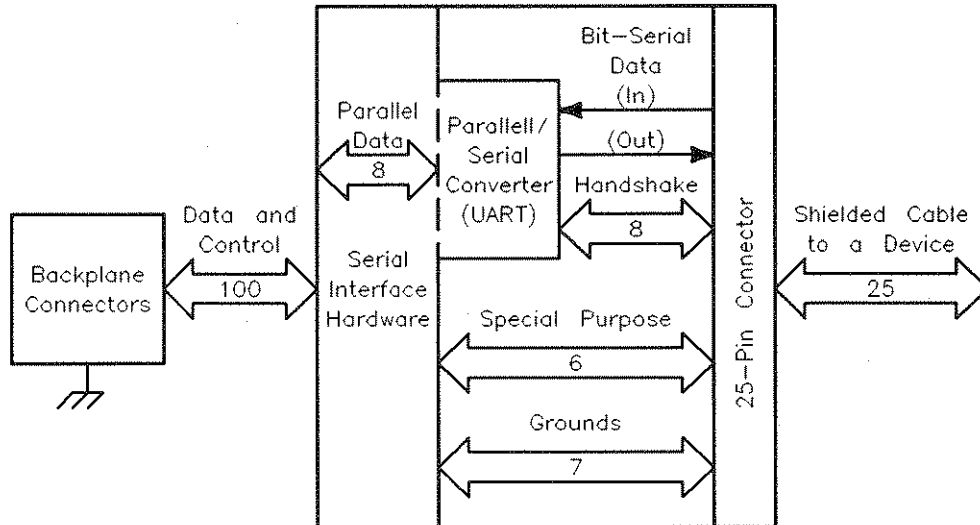 Bit-Serial
Data
(In)
(Out)
Parallel
Data
8
Parallell/
Serial
Converter
(UART)
Handshake
8
Data and
Control
100
Backplane
Connectors
Serial
Interface
Hardware
Special Purpose
6
Grounds
7
25-Pin Connector
Shielded Cable
to a Device
25